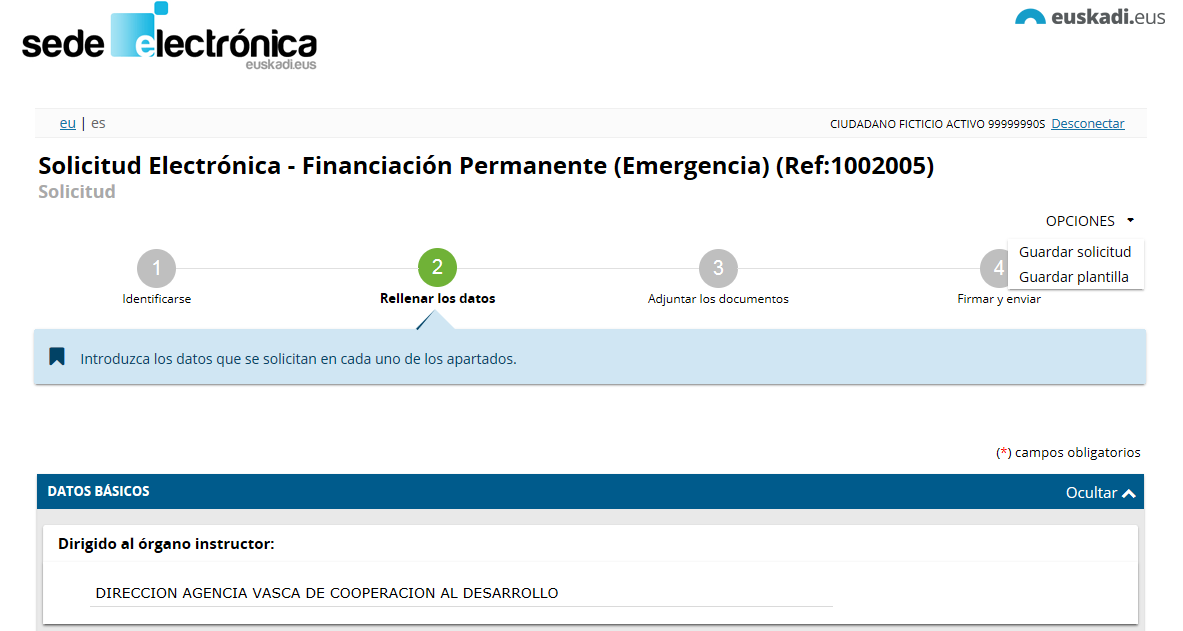 sede electrónica
euskadi.eus
euskadi.eus
eu | es
CIUDADANO FICTICIO ACTIVO 99999990S Desconectar
Solicitud Electrónica - Financiación Permanente (Emergencia) (Ref:1002005)
Solicitud
OPCIONES
Guardar solicitud
Guardar plantilla
1
2
3
4
Identificarse
Rellenar los datos
Adjuntar los documentos
Firmar y enviar
Introduzca los datos que se solicitan en cada uno de los apartados.
(*) campos obligatorios
DATOS BÁSICOS
Ocultar
Dirigido al órgano instructor:
DIRECCION AGENCIA VASCA DE COOPERACION AL DESARROLLO